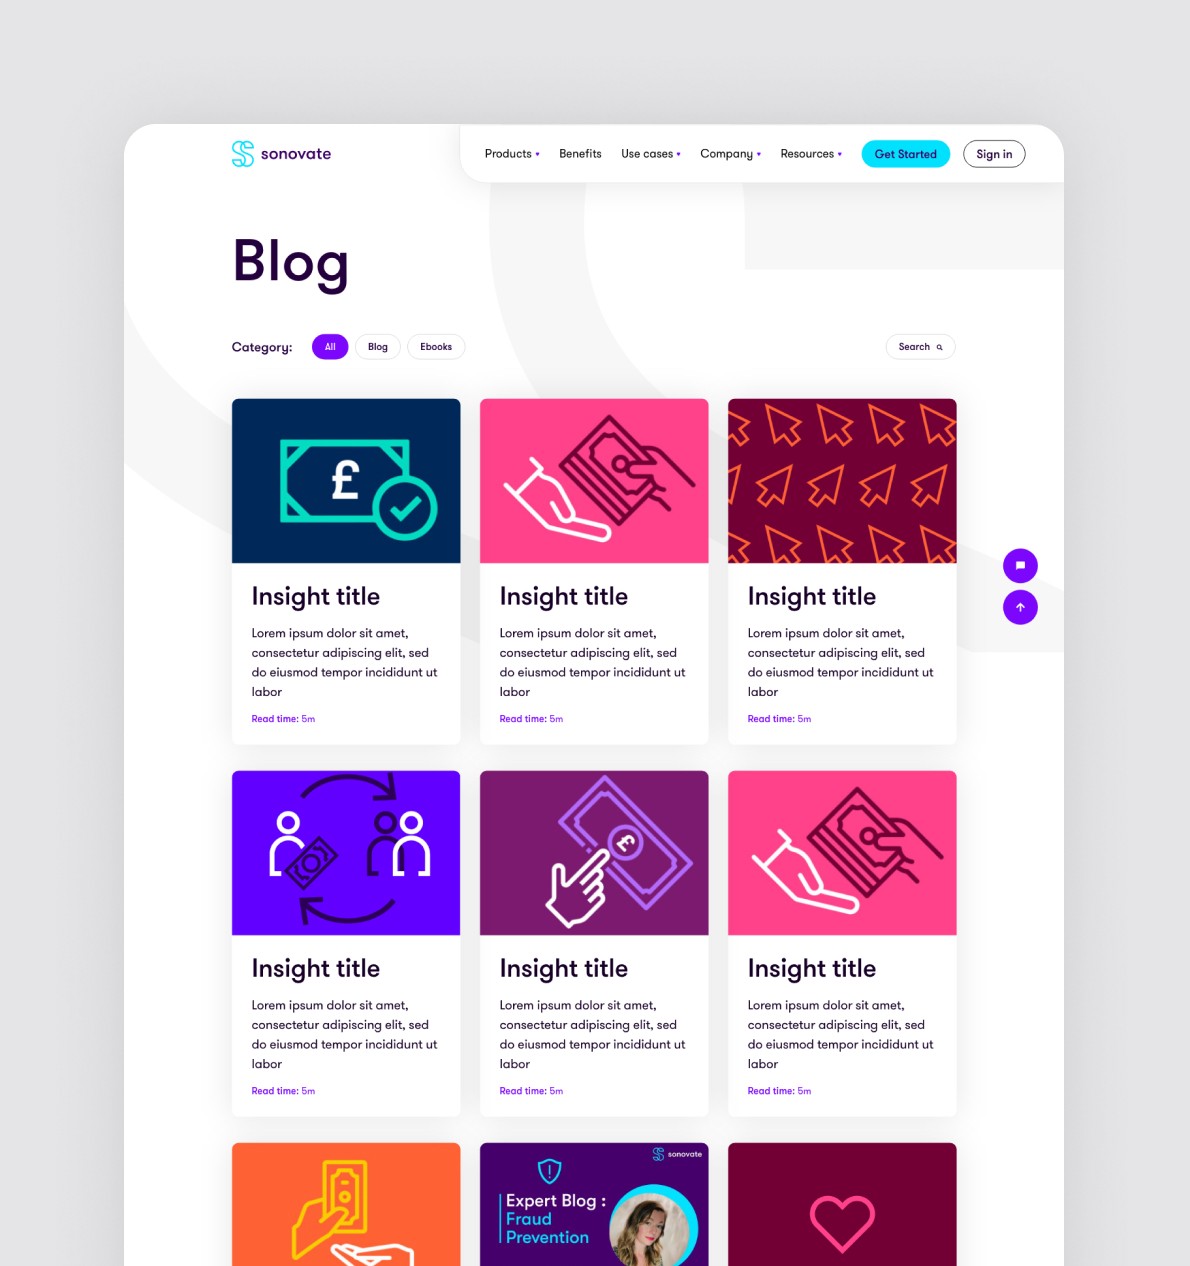 sonovate
Products
Benefits
Use cases
Company
Resources
Get Started
Sign in
Blog
Category:
All
Blog
Ebooks
Search
£
Insight title
Lorem ipsum dolor sit amet,
consectetur adipiscing elit, sed
do eiusmod tempor incididunt ut
labor
Read time: 5m
Insight title
Lorem ipsum dolor sit amet,
consectetur adipiscing elit, sed
do eiusmod tempor incididunt ut
labor
Read time: 5m
Insight title
Lorem ipsum dolor sit amet,
consectetur adipiscing elit, sed
do eiusmod tempor incididunt ut
labor
Read time: 5m
Insight title
Lorem ipsum dolor sit amet,
consectetur adipiscing elit, sed
do eiusmod tempor incididunt ut
labor
Read time: 5m
£
Insight title
Lorem ipsum dolor sit amet,
consectetur adipiscing elit, sed
do eiusmod tempor incididunt ut
labor
Read time: 5m
Insight title
Lorem ipsum dolor sit amet,
consectetur adipiscing elit, sed
do eiusmod tempor incididunt ut
labor
Read time: 5m
sonovate
Expert Blog :
Fraud
Prevention